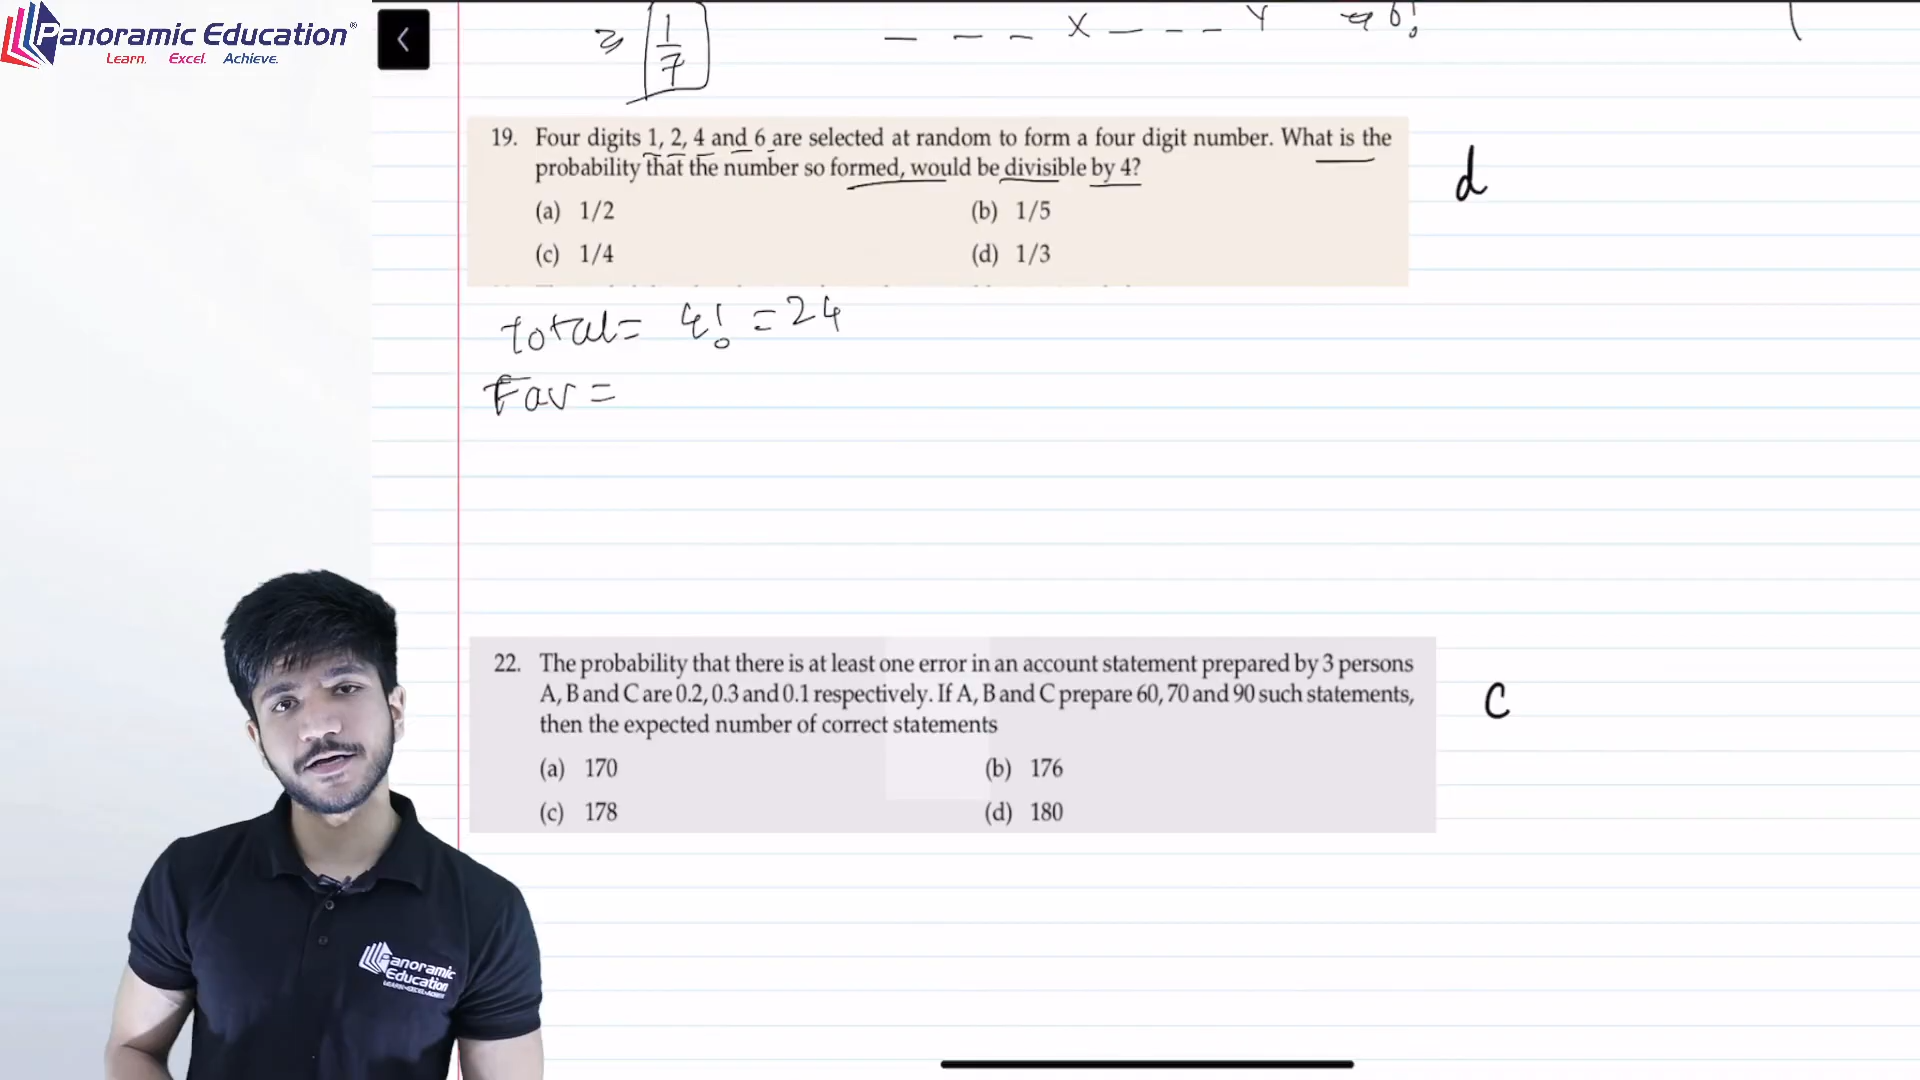 Panoramic Education®
Learn. Excel. Achieve.
1
7
X
Y
6!
19. Four digits 1, 2, 4 and 6 are selected at random to form a four digit number. What is the
probability that the number so formed, would be divisible by 4?
(a) 1/2
(b) 1/5
(c) 1/4
(d) 1/3
d
total = 4! = 24
Fav =
22. The probability that there is at least one error in an account statement prepared by 3 persons
A, B and C are 0.2, 0.3 and 0.1 respectively. If A, B and C prepare 60, 70 and 90 such statements,
then the expected number of correct statements
(a) 170
(b) 176
(c) 178
(d) 180
C
Panoramic
Education
LEARN•EXCEL•ACHIEVE